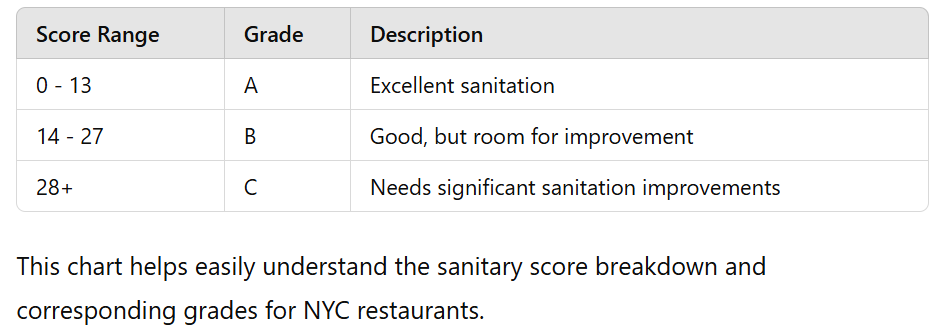 Score Range Grade Description
0 - 13 A Excellent sanitation
14 - 27 B Good, but room for improvement
28+ C Needs significant sanitation improvements
This chart helps easily understand the sanitary score breakdown and
corresponding grades for NYC restaurants.